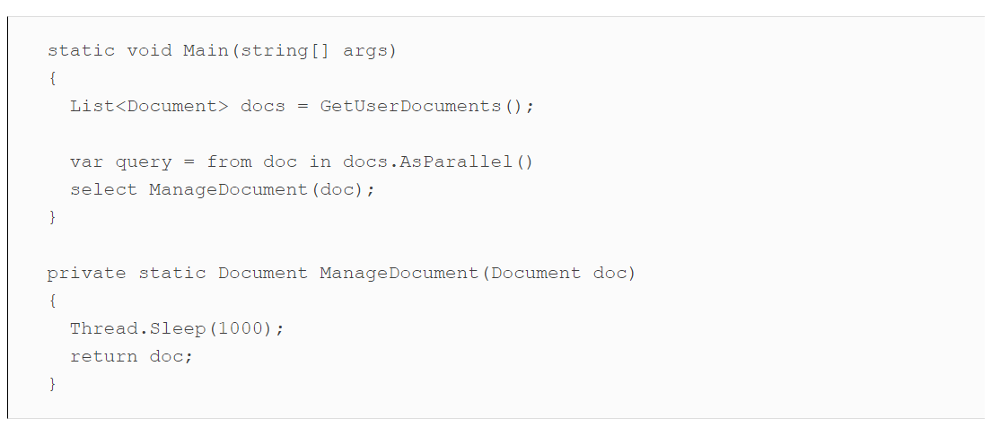 static void Main(string[] args)
{
  List<Document> docs = GetUserDocuments();

  var query = from doc in docs.AsParallel()
  select ManageDocument(doc);
}

private static Document ManageDocument(Document doc)
{
  Thread.Sleep(1000);
  return doc;
}